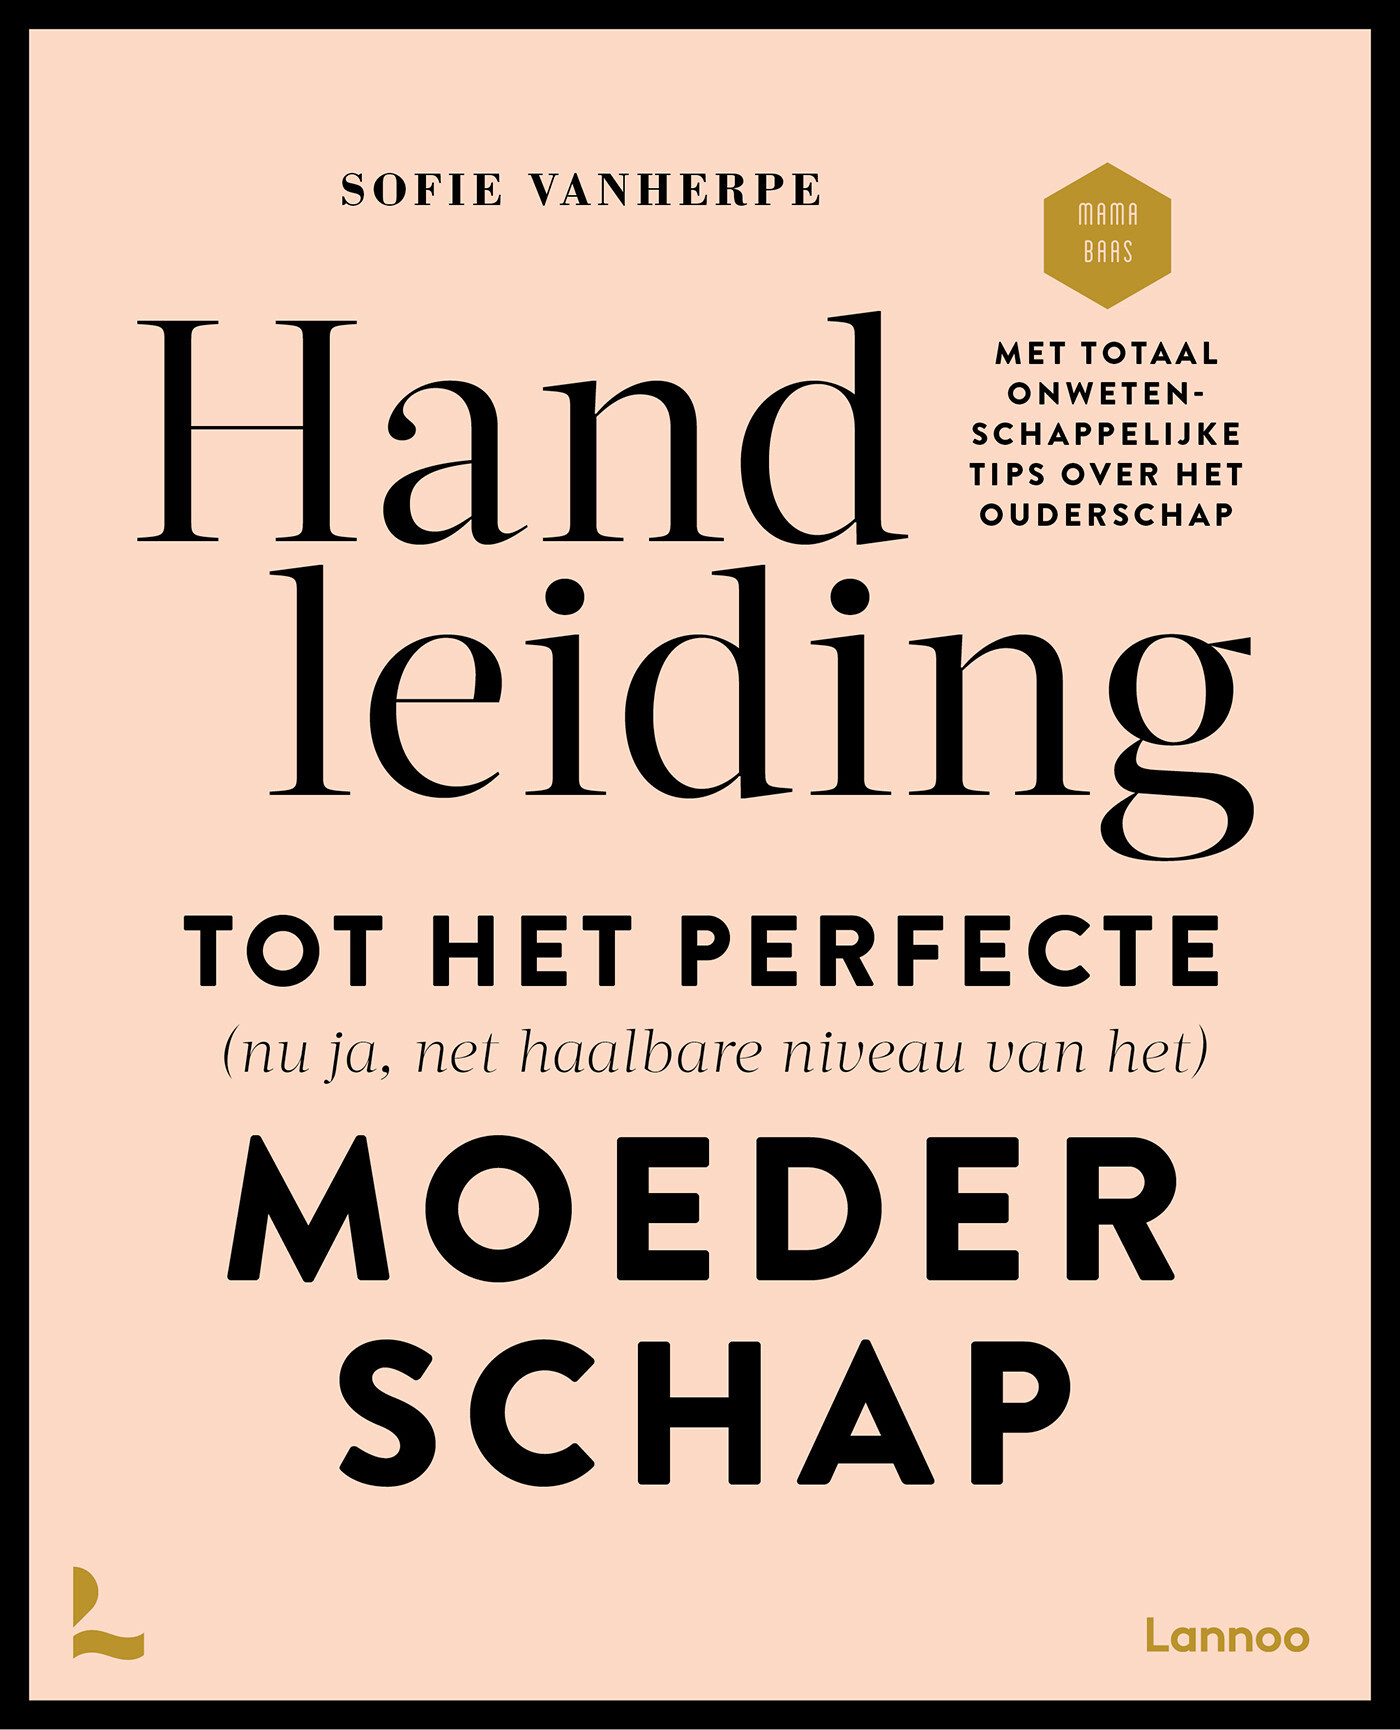 SOFIE VANHERPE
MAMA
BAAS
MET TOTAAL
ONWETEN-
SCHAPPELIJKE
TIPS OVER HET
OUDERSCHAP
Hand
leiding
TOT HET PERFECTE
(nu ja, net haalbare niveau van het)
MOEDER
SCHAP
Lannoo